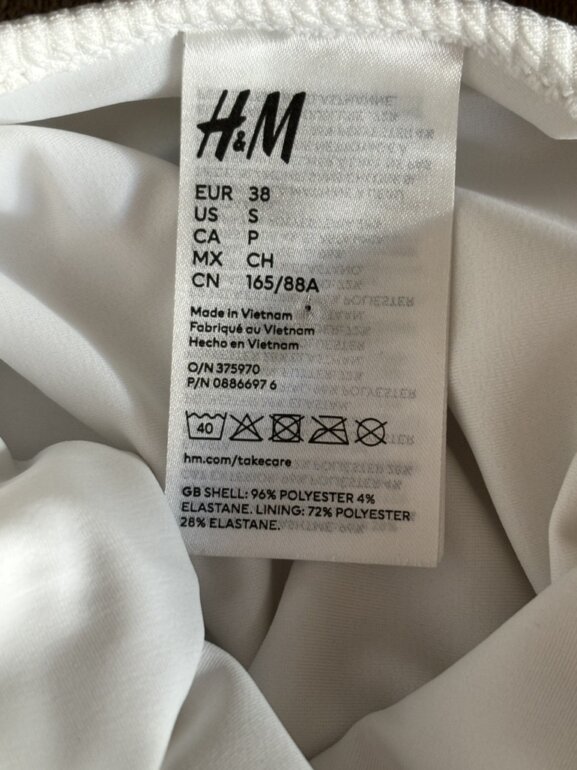 H&M
EUR 38
US S
CA P
MX CH
CN 165/88A
Made in Vietnam
Fabriqué au Vietnam
Hecho en Vietnam
O/N 375970
P/N 0886697 6
40
hm.com/takecare
GB SHELL: 96% POLYESTER 4%
ELASTANE. LINING: 72% POLYESTER
28% ELASTANE.